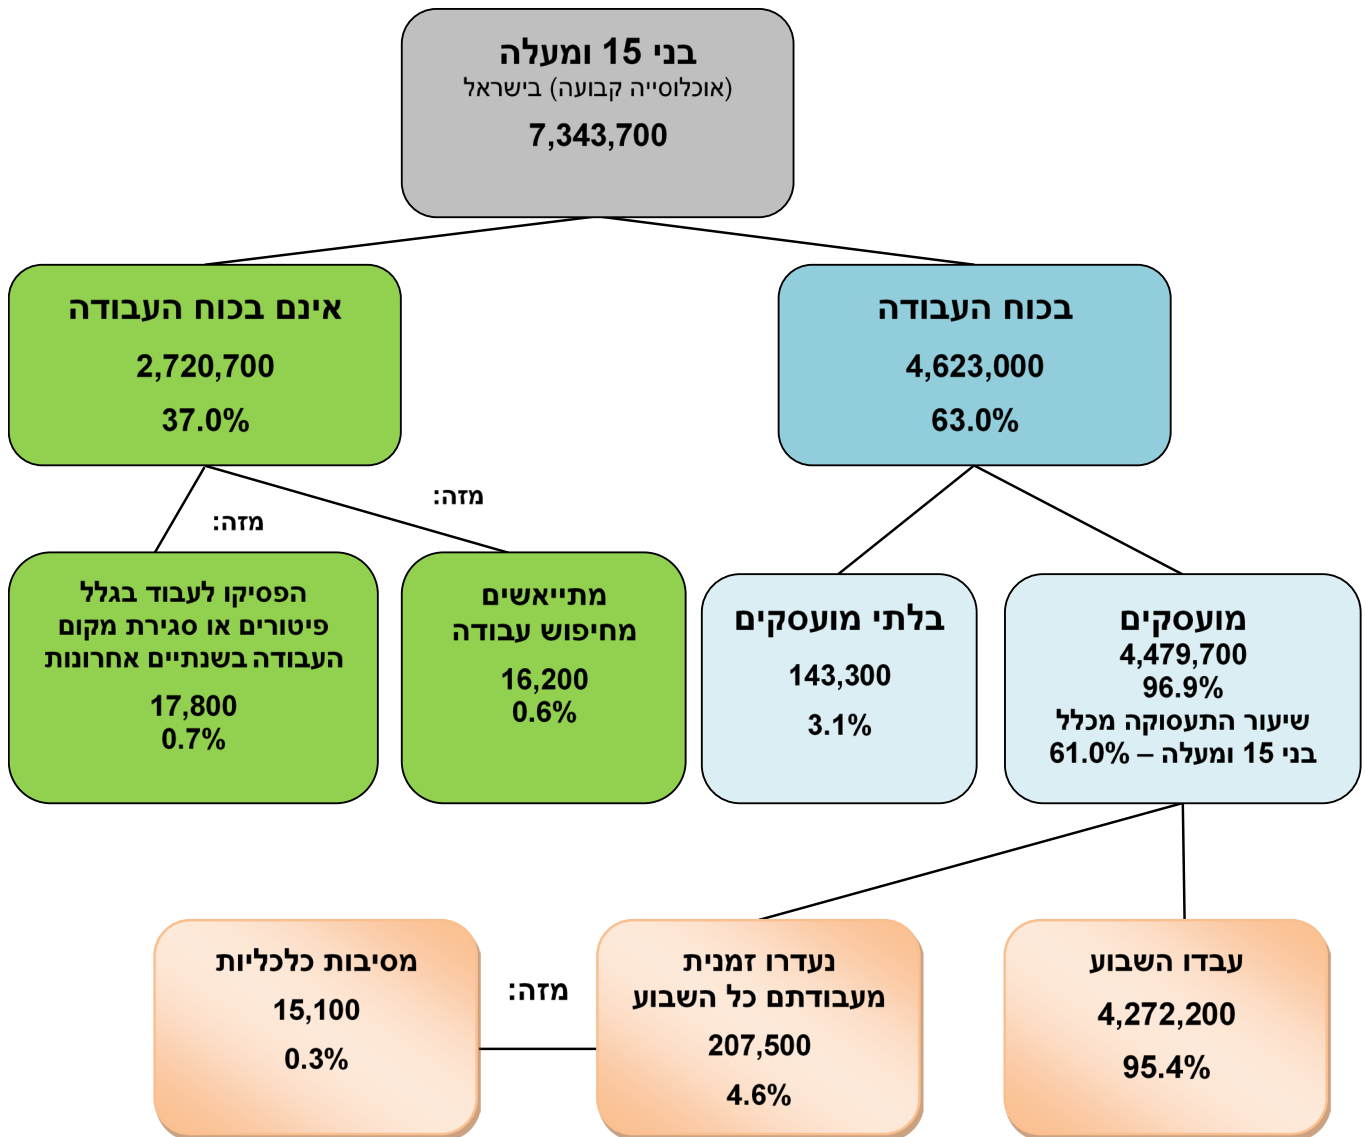 בני 15 ומעלה
(אוכלוסייה קבועה) בישראל
7,343,700
בכוח העבודה
4,623,000
63.0%
אינם בכוח העבודה
2,720,700
37.0%
מזה:
מזה:
מועסקים
4,479,700
96.9%
שיעור התעסוקה מכלל
בני 15 ומעלה – 61.0%
בלתי מועסקים
143,300
3.1%
מתייאשים
מחיפוש עבודה
16,200
0.6%
הפסיקו לעבוד בגלל
פיטורים או סגירת מקום
העבודה בשנתיים אחרונות
17,800
0.7%
עבדו השבוע
4,272,200
95.4%
נעדרו זמנית
מעבודתם כל השבוע
207,500
4.6%
מזה:
מסיבות כלכליות
15,100
0.3%